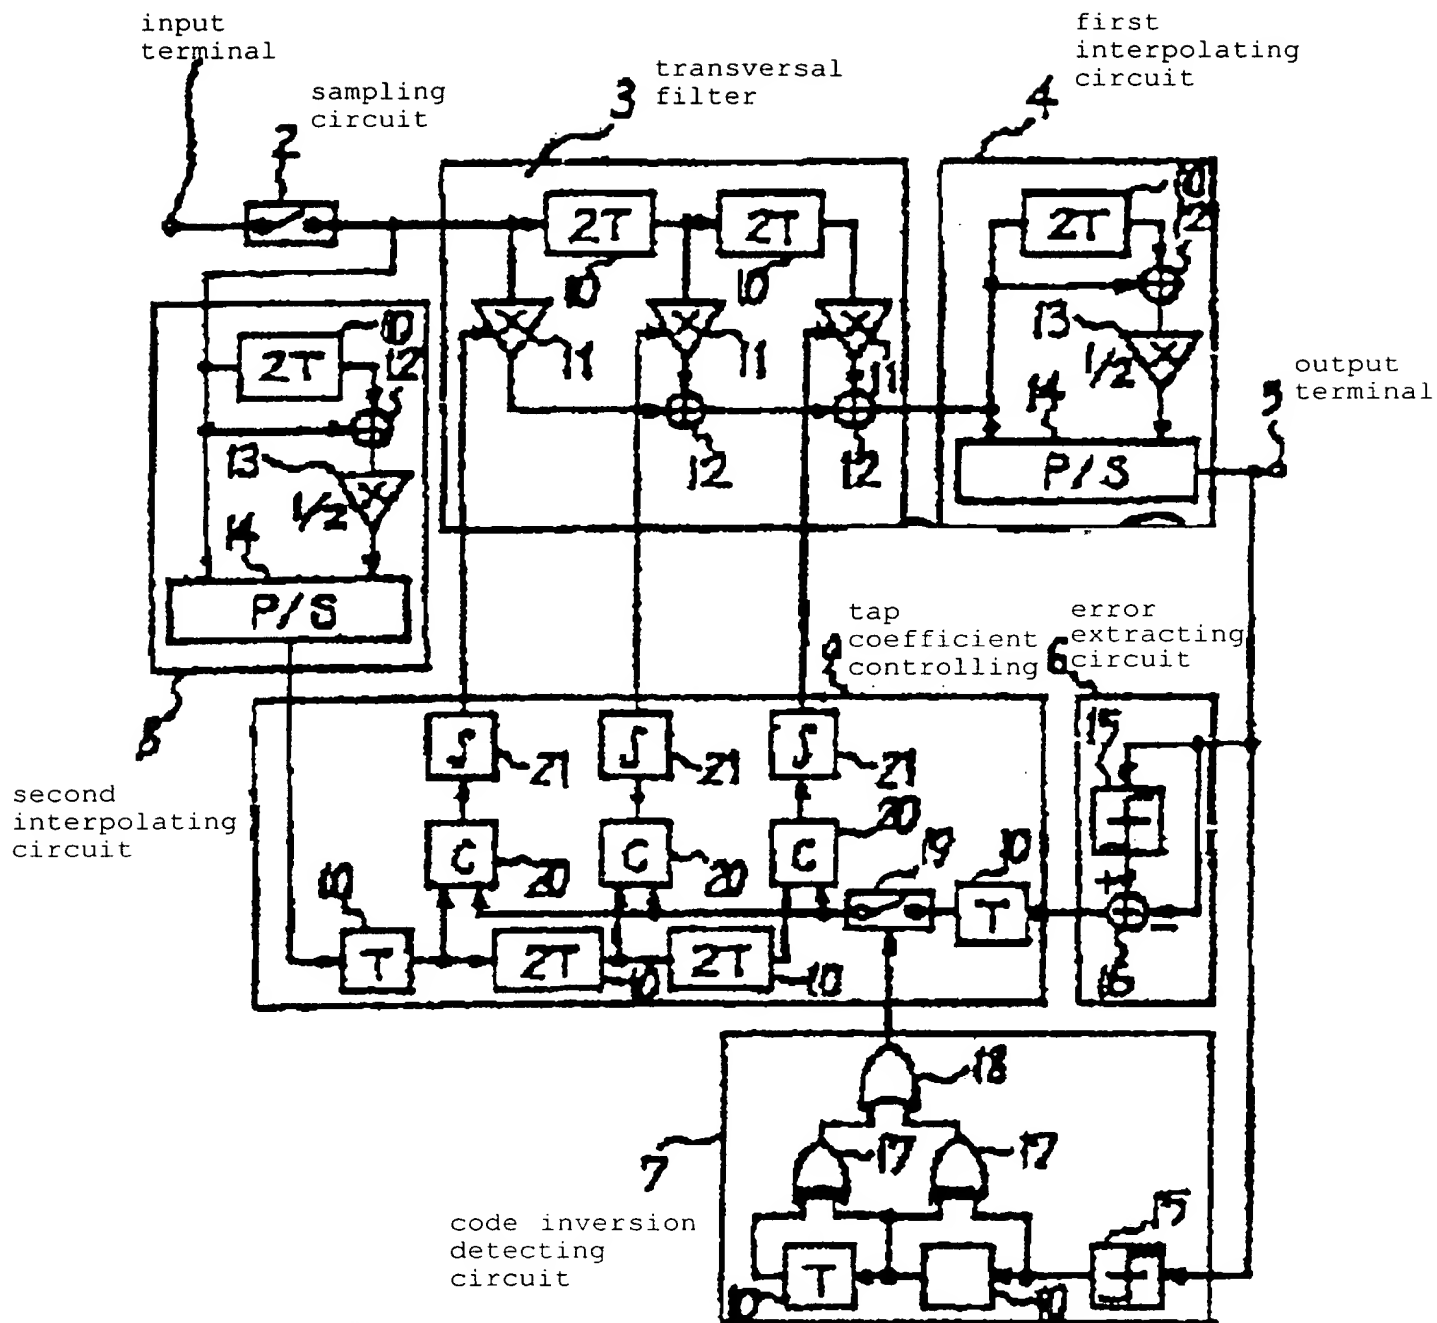 input
terminal
first
interpolating
circuit
transversal
filter
sampling
circuit
2
3
4
2T
2T
2T
10
12
10
10
X
X
X
11
11
11
12
12
13
1/2
X
14
P/S
5
output
terminal
2T
10
12
13
1/2
X
14
P/S
8
second
interpolating
circuit
tap
coefficient
controlling
error
extracting
circuit
6
∫
∫
∫
21
21
21
15
C
C
C
20
20
20
19
10
T
+
−
16
10
T
2T
2T
10
10
18
17
17
7
15
T
10
10
code inversion
detecting
circuit